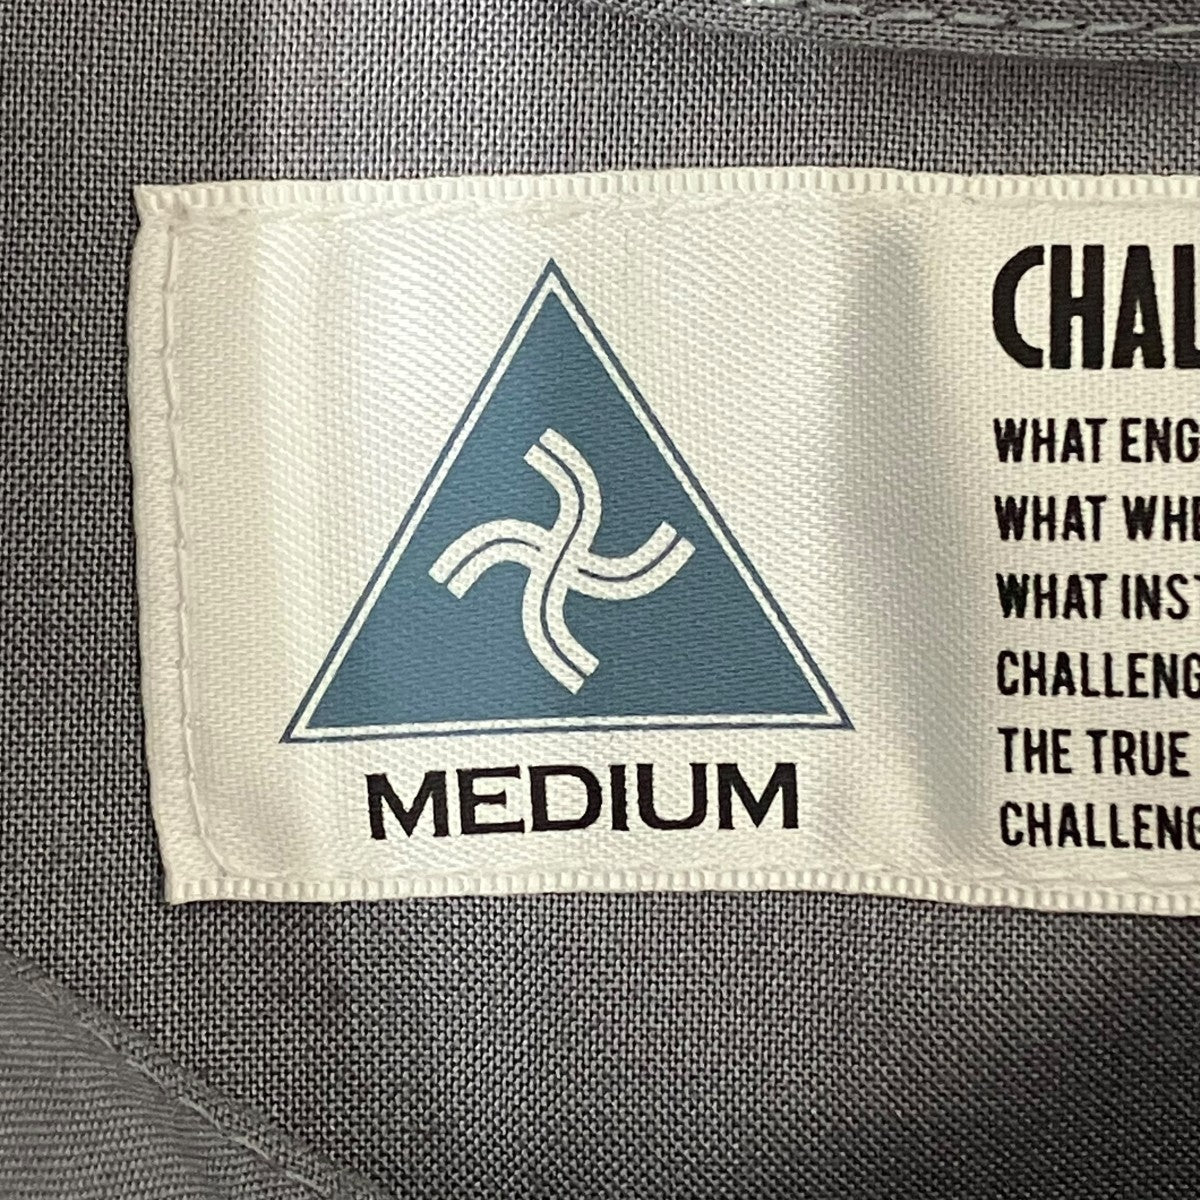 MEDIUM
CHAL
WHAT ENG
WHAT WHE
WHAT INST
CHALLENG
THE TRUE
CHALLENG